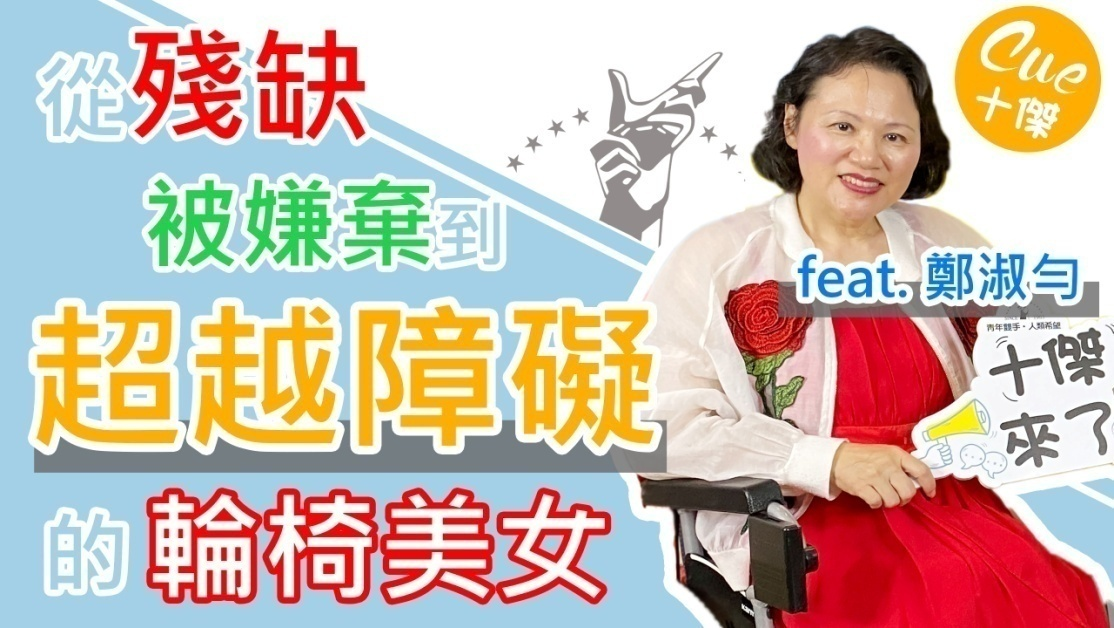 從殘缺
被嫌棄到
超越障礙
的輪椅美女
Cue
十傑
feat. 鄭淑勻
青年豎手·人類希望
十傑
來了